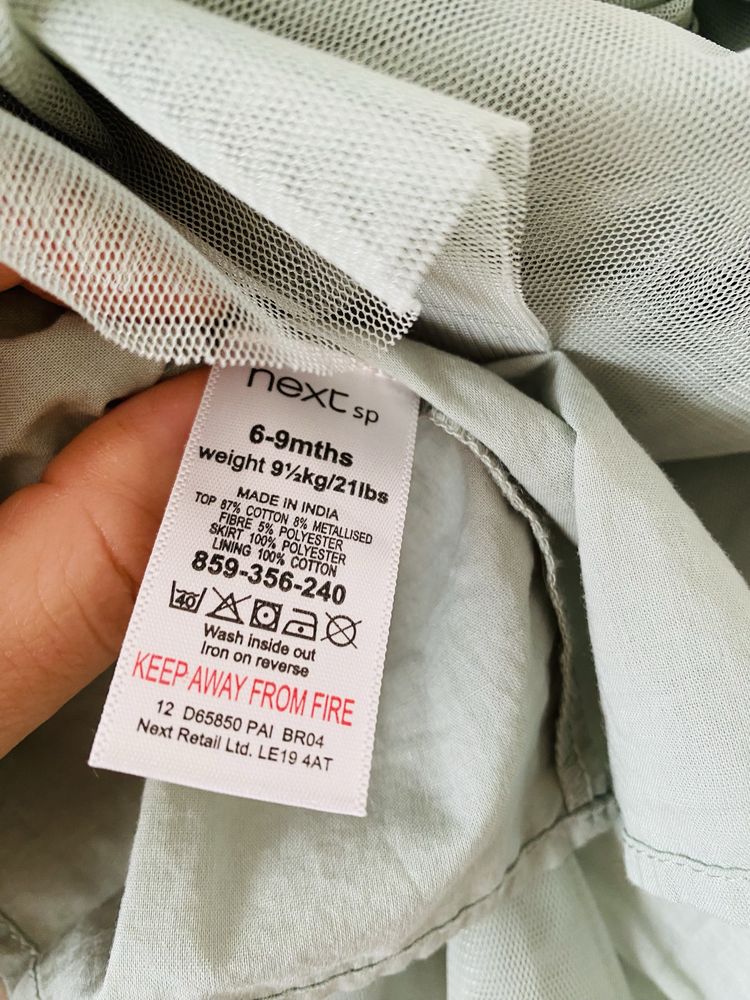 next sp
6-9mths
weight 9½kg/21lbs
MADE IN INDIA
TOP 87% COTTON 8% METALLISED
FIBRE 5% POLYESTER
SKIRT 100% POLYESTER
LINING 100% COTTON
859-356-240
40
Wash inside out
Iron on reverse
KEEP AWAY FROM FIRE
12 D65850 PAI BR04
Next Retail Ltd. LE19 4AT